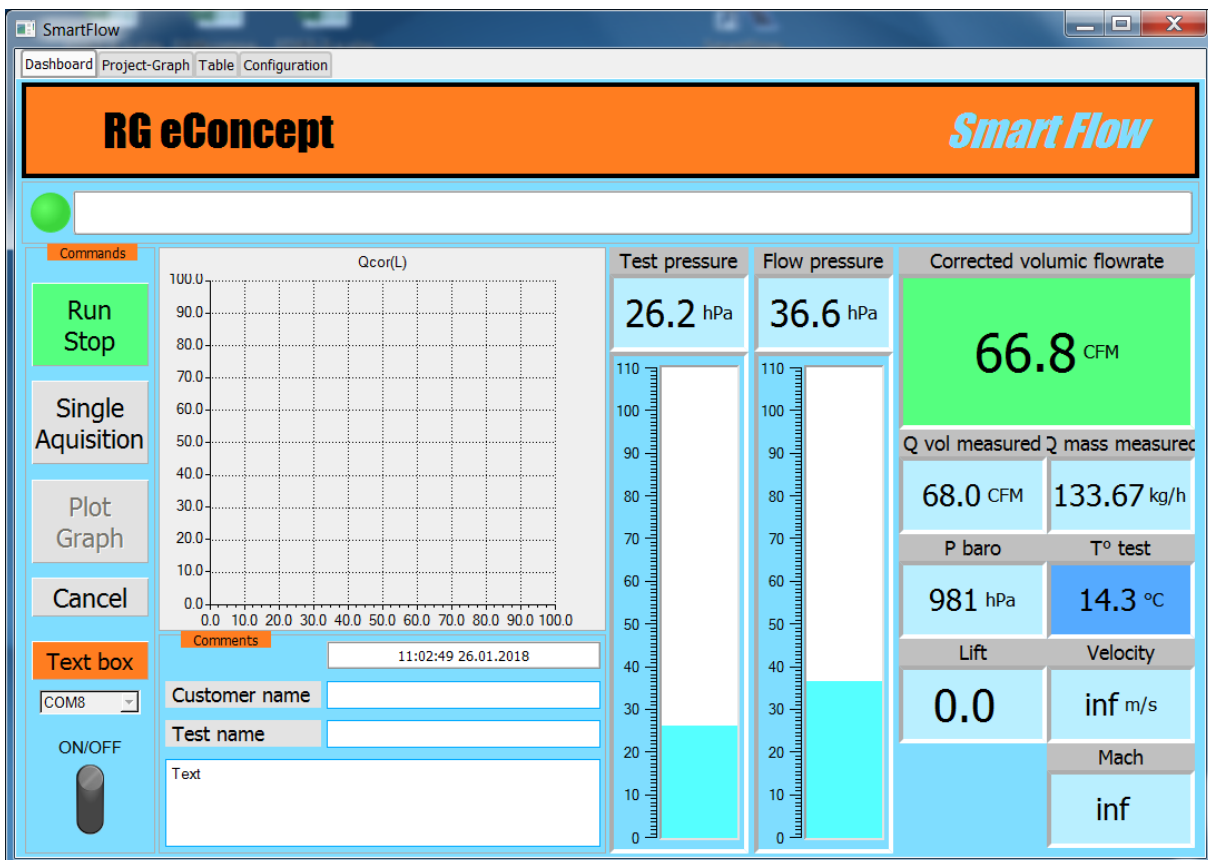 SmartFlow
Dashboard Project-Graph Table Configuration
RG eConcept
Smart Flow
Commands
Run
Stop
Single
Aquisition
Plot
Graph
Cancel
Text box
COM8
ON/OFF
Qcor(L)
100.0
90.0
80.0
70.0
60.0
50.0
40.0
30.0
20.0
10.0
0.0
0.0 10.0 20.0 30.0 40.0 50.0 60.0 70.0 80.0 90.0 100.0
Comments
11:02:49 26.01.2018
Customer name
Test name
Text
Test pressure
26.2 hPa
110
100
90
80
70
60
50
40
30
20
10
0
Flow pressure
36.6 hPa
110
100
90
80
70
60
50
40
30
20
10
0
Corrected volumic flowrate
66.8 CFM
Q vol measured Q mass measured
68.0 CFM 133.67 kg/h
P baro T° test
981 hPa 14.3 °C
Lift Velocity
0.0 inf m/s
Mach
inf